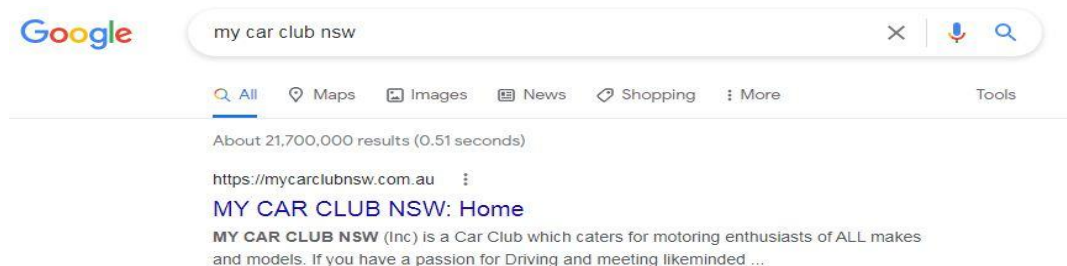 Google my car club nsw
All Maps Images News Shopping More Tools
About 21,700,000 results (0.51 seconds)
https://mycarclubnsw.com.au
MY CAR CLUB NSW: Home
MY CAR CLUB NSW (Inc) is a Car Club which caters for motoring enthusiasts of ALL makes
and models. If you have a passion for Driving and meeting likeminded ...